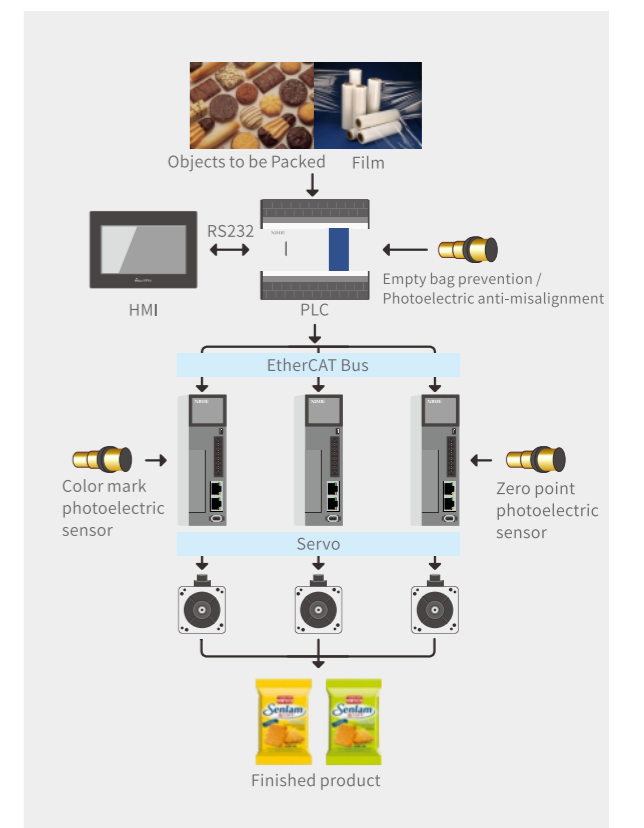 Objects to be Packed
Film
RS232
HMI
PLC
Empty bag prevention /
Photoelectric anti-misalignment
EtherCAT Bus
Color mark
photoelectric
sensor
Zero point
photoelectric
sensor
Servo
Senlam
Senlam
Finished product